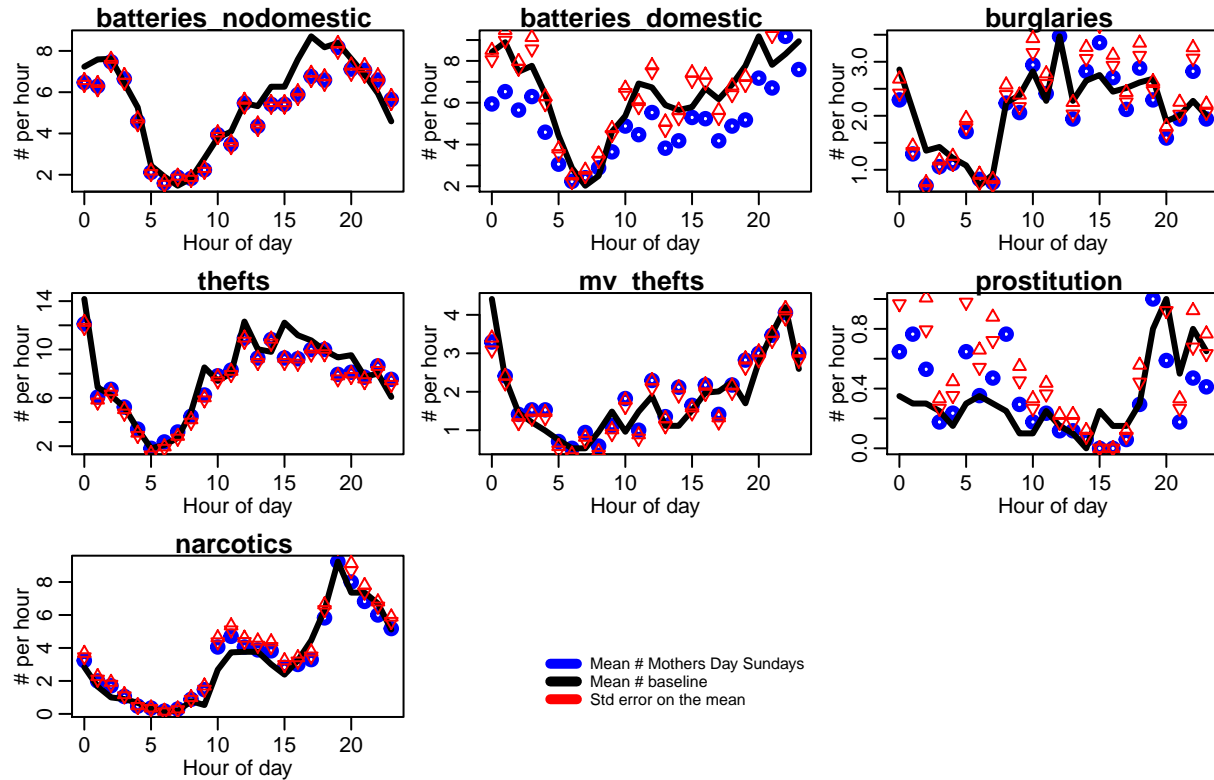 batteries_nodomestic
# per hour
2 4 6 8
0 5 10 15 20
Hour of day
batteries_domestic
# per hour
2 4 6 8
0 5 10 15 20
Hour of day
burglaries
# per hour
1.0 2.0 3.0
0 5 10 15 20
Hour of day
thefts
# per hour
2 6 10 14
0 5 10 15 20
Hour of day
mv_thefts
# per hour
1 2 3 4
0 5 10 15 20
Hour of day
prostitution
# per hour
0.0 0.4 0.8
0 5 10 15 20
Hour of day
narcotics
# per hour
0 2 4 6 8
0 5 10 15 20
Hour of day
Mean # Mothers Day Sundays
Mean # baseline
Std error on the mean